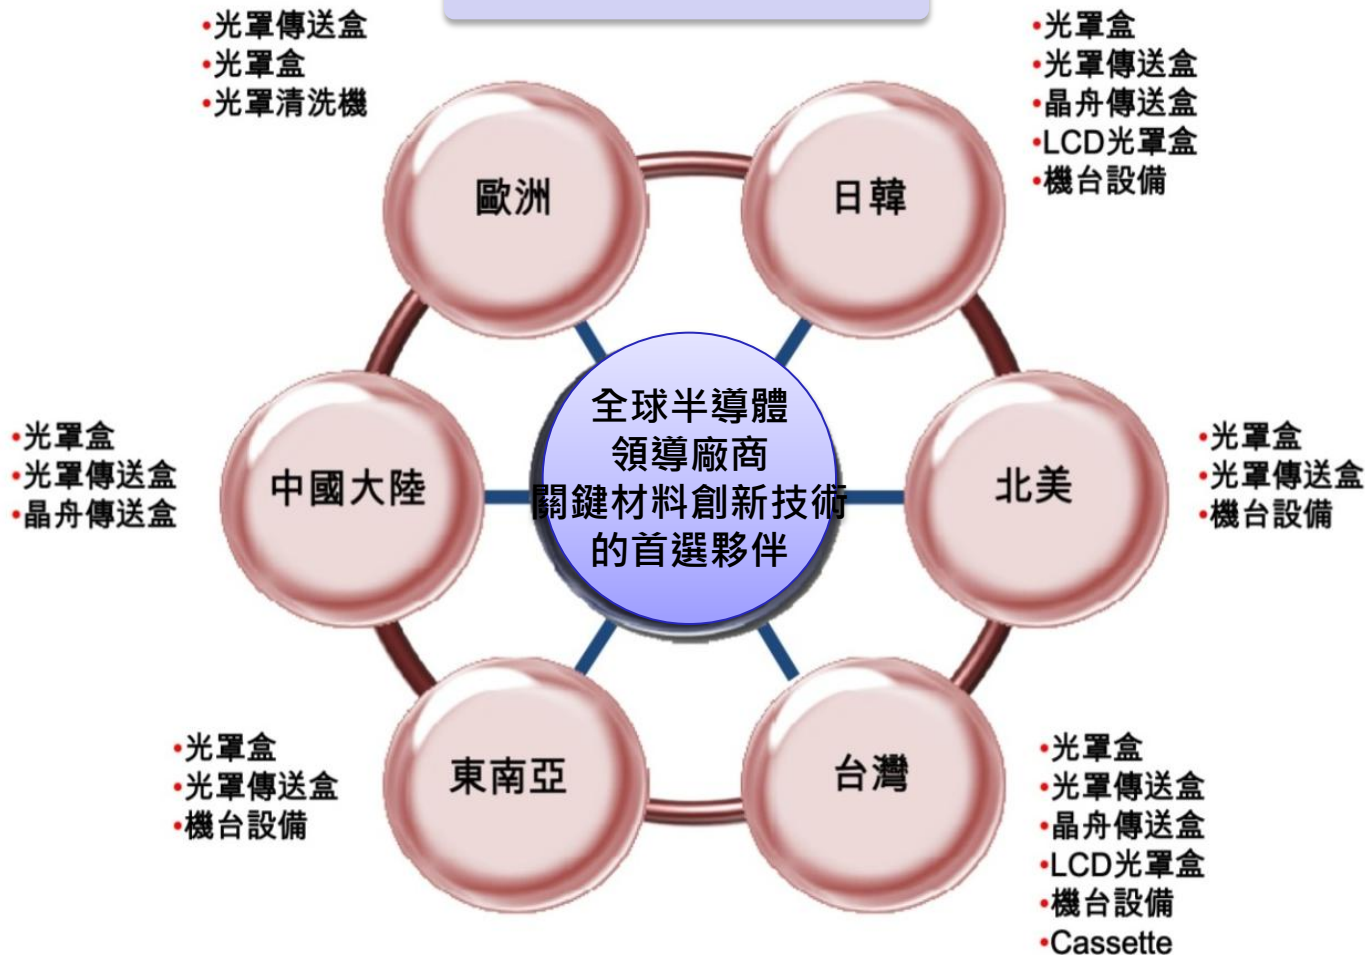 •光罩傳送盒
•光罩盒
•光罩清洗機
•光罩盒
•光罩傳送盒
•晶舟傳送盒
•LCD光罩盒
•機台設備
歐洲
日韓
全球半導體
領導廠商
關鍵材料創新技術
的首選夥伴
•光罩盒
•光罩傳送盒
•晶舟傳送盒
中國大陸
北美
•光罩盒
•光罩傳送盒
•機台設備
•光罩盒
•光罩傳送盒
•機台設備
東南亞
台灣
•光罩盒
•光罩傳送盒
•晶舟傳送盒
•LCD光罩盒
•機台設備
•Cassette